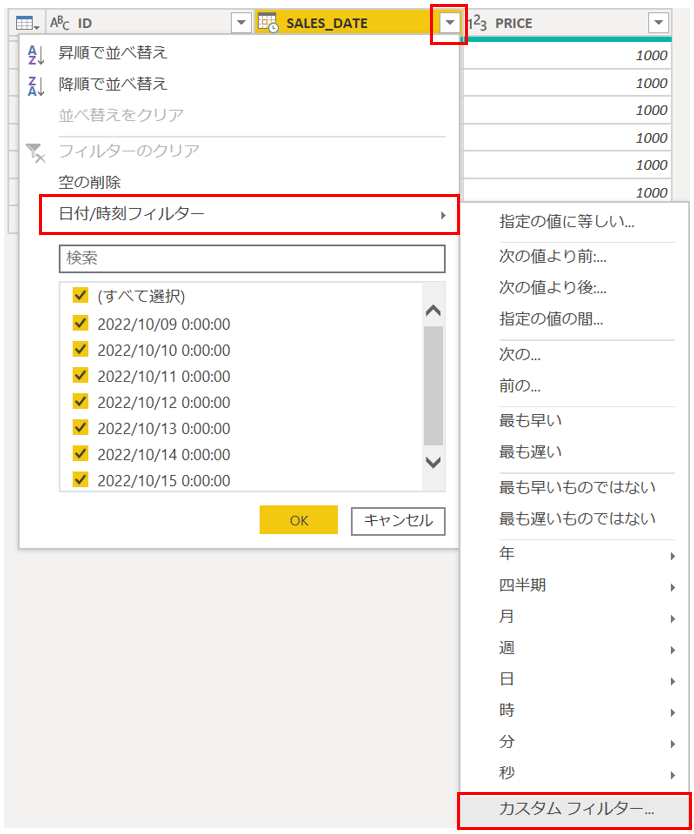 ABC ID SALES_DATE 123 PRICE
昇順で並べ替え
降順で並べ替え
並べ替えをクリア
フィルターのクリア
空の削除
日付/時刻フィルター
検索
(すべて選択)
2022/10/09 0:00:00
2022/10/10 0:00:00
2022/10/11 0:00:00
2022/10/12 0:00:00
2022/10/13 0:00:00
2022/10/14 0:00:00
2022/10/15 0:00:00
OK キャンセル
1000
1000
1000
1000
1000
1000
指定の値に等しい...
次の値より前:...
次の値より後:...
指定の値の間...
次の...
前の...
最も早い
最も遅い
最も早いものではない
最も遅いものではない
年
四半期
月
週
日
時
分
秒
カスタム フィルター...